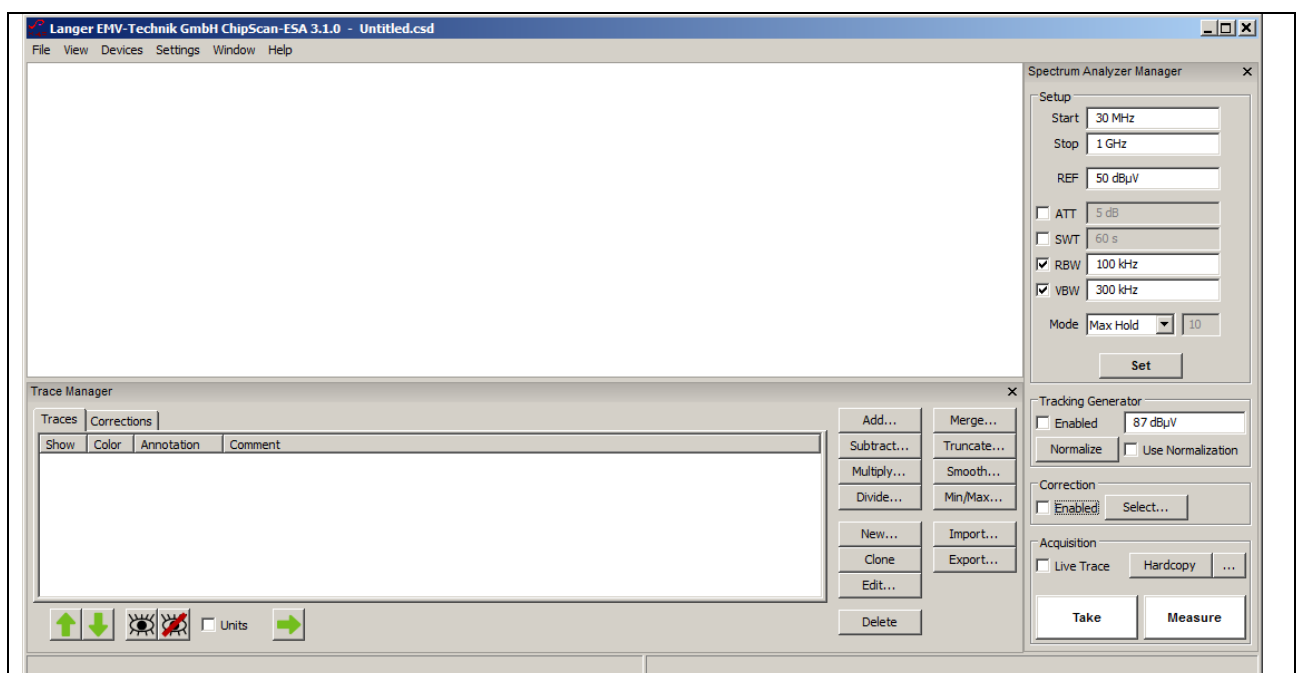 Langer EMV-Technik GmbH ChipScan-ESA 3.1.0 - Untitled.csd
File View Devices Settings Window Help
Spectrum Analyzer Manager
Setup
Start 30 MHz
Stop 1 GHz
REF 50 dBµV
ATT 5 dB
SWT 60 s
RBW 100 kHz
VBW 300 kHz
Mode Max Hold 10
Set
Tracking Generator
Enabled 87 dBµV
Normalize Use Normalization
Correction
Enabled Select...
Acquisition
Live Trace Hardcopy ...
Take Measure
Trace Manager
Traces Corrections
Show Color Annotation Comment
Add... Merge...
Subtract... Truncate...
Multiply... Smooth...
Divide... Min/Max...
New... Import...
Clone Export...
Edit...
Delete
Units